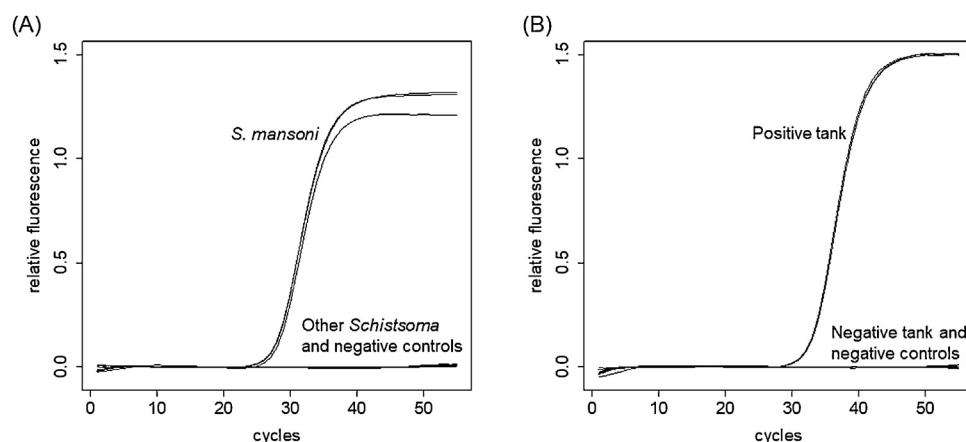 (A)
1.5
1.0
0.5
0.0
relative fluorescence
S. mansoni
Other Schistsoma
and negative controls
0 10 20 30 40 50
cycles
(B)
1.5
1.0
0.5
0.0
relative fluorescence
Positive tank
Negative tank and
negative controls
0 10 20 30 40 50
cycles